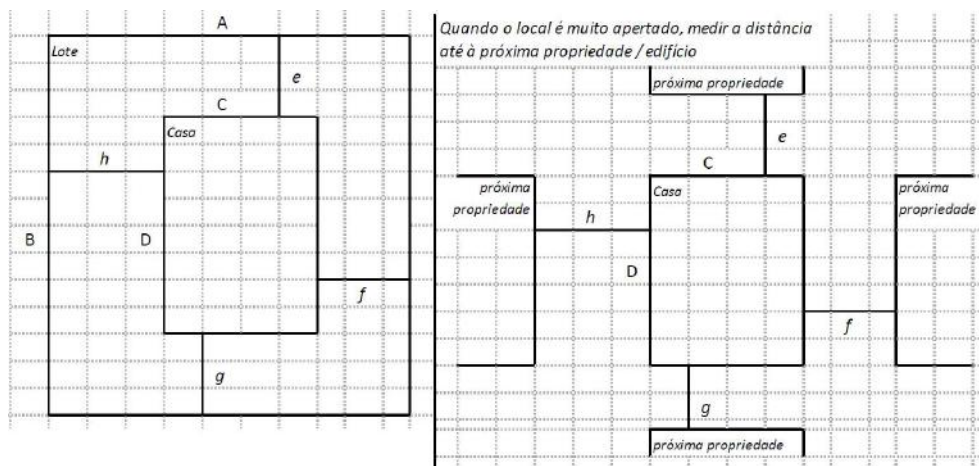 A
Lote
e
C
Casa
h
B
D
f
g
Quando o local é muito apertado, medir a distância
até à próxima propriedade / edifício
próxima propriedade
e
C
próxima
propriedade
Casa
próxima
propriedade
h
D
f
g
próxima propriedade